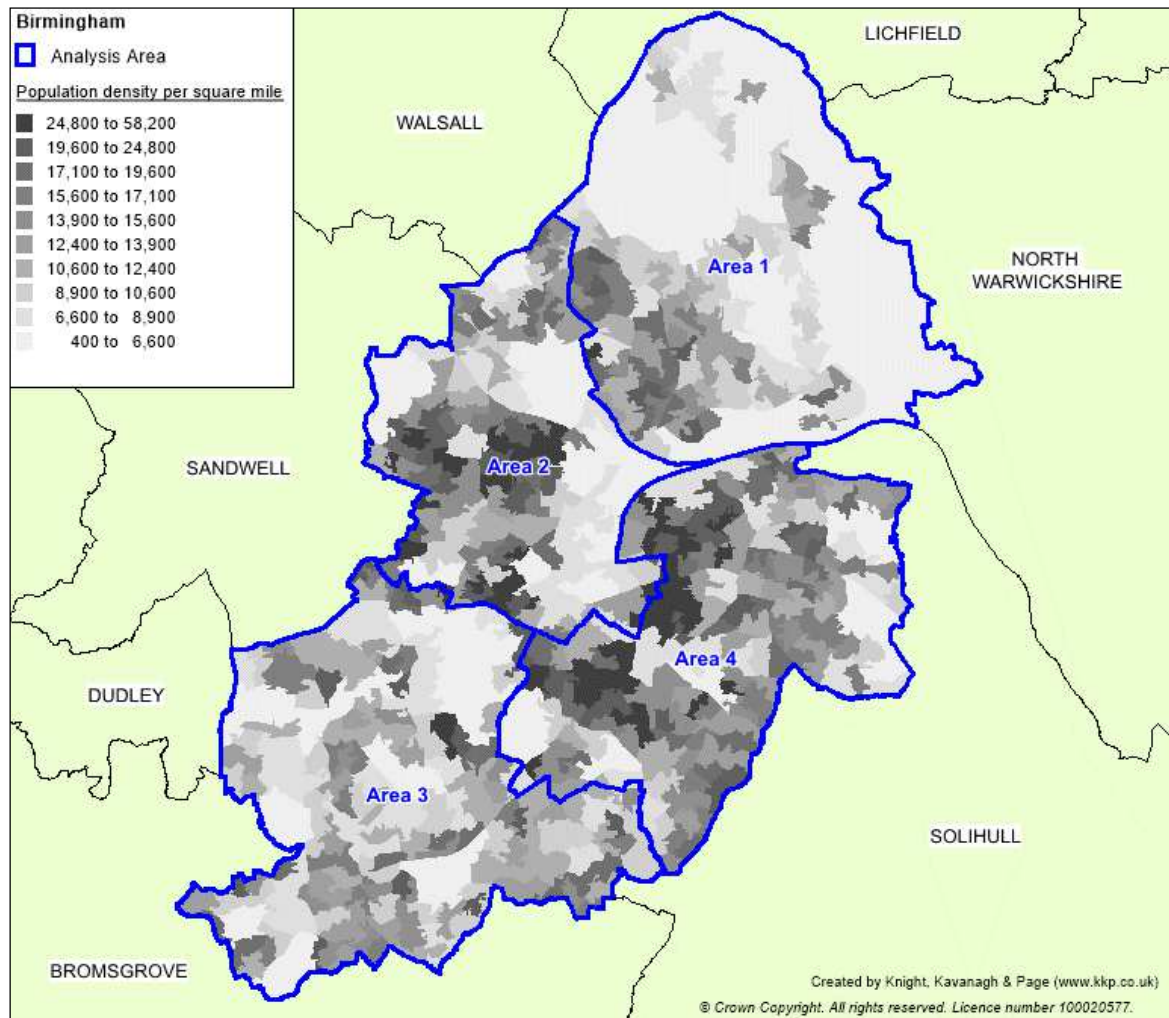 Birmingham
Analysis Area
Population density per square mile
24,800 to 58,200
19,600 to 24,800
17,100 to 19,600
15,600 to 17,100
13,900 to 15,600
12,400 to 13,900
10,600 to 12,400
8,900 to 10,600
6,600 to 8,900
400 to 6,600
LICHFIELD
WALSALL
NORTH
WARWICKSHIRE
Area 1
SANDWELL
Area 2
Area 4
DUDLEY
Area 3
SOLIHULL
BROMSGROVE
Created by Knight, Kavanagh & Page (www.kkp.co.uk)
© Crown Copyright. All rights reserved. Licence number 100020577.